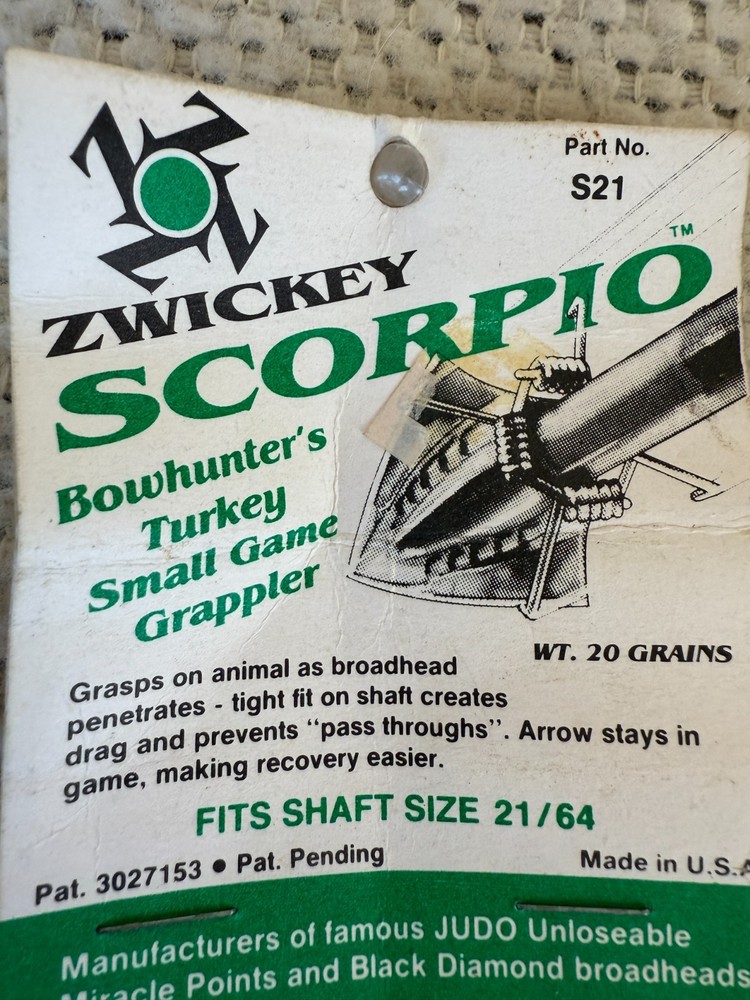 Part No.
S21
ZWICKEY
SCORPIO™
Bowhunter's
Turkey
Small Game
Grappler
WT. 20 GRAINS
Grasps on animal as broadhead
penetrates - tight fit on shaft creates
drag and prevents "pass throughs". Arrow stays in
game, making recovery easier.
FITS SHAFT SIZE 21/64
Pat. 3027153 • Pat. Pending
Made in U.S.A
Manufacturers of famous JUDO Unloseable
Miracle Points and Black Diamond broadheads